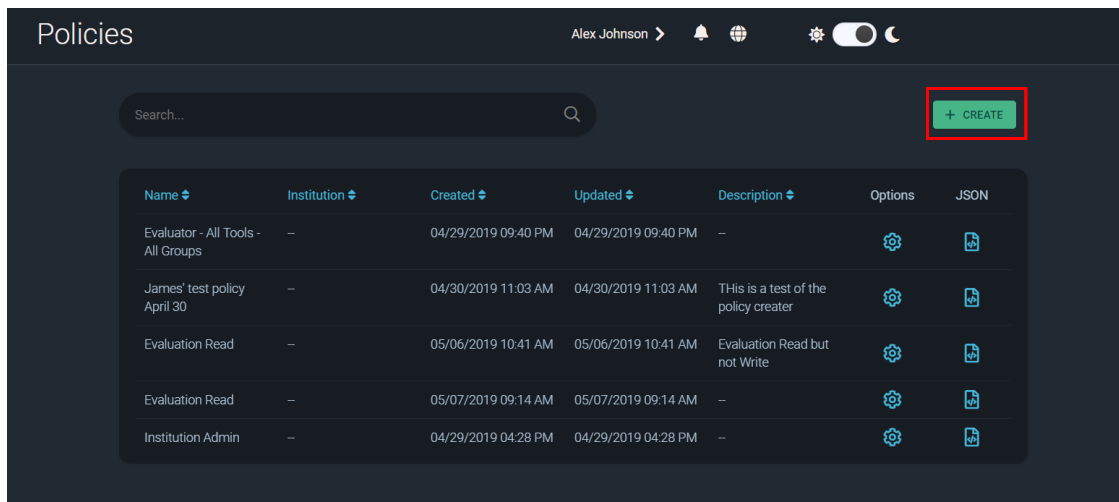 Policies
Alex Johnson
Search...
+ CREATE
Name Institution Created Updated Description Options JSON
Evaluator - All Tools - -- 04/29/2019 09:40 PM 04/29/2019 09:40 PM --
All Groups
James' test policy -- 04/30/2019 11:03 AM 04/30/2019 11:03 AM THis is a test of the
April 30 policy creater
Evaluation Read -- 05/06/2019 10:41 AM 05/06/2019 10:41 AM Evaluation Read but
not Write
Evaluation Read -- 05/07/2019 09:14 AM 05/07/2019 09:14 AM --
Institution Admin -- 04/29/2019 04:28 PM 04/29/2019 04:28 PM --